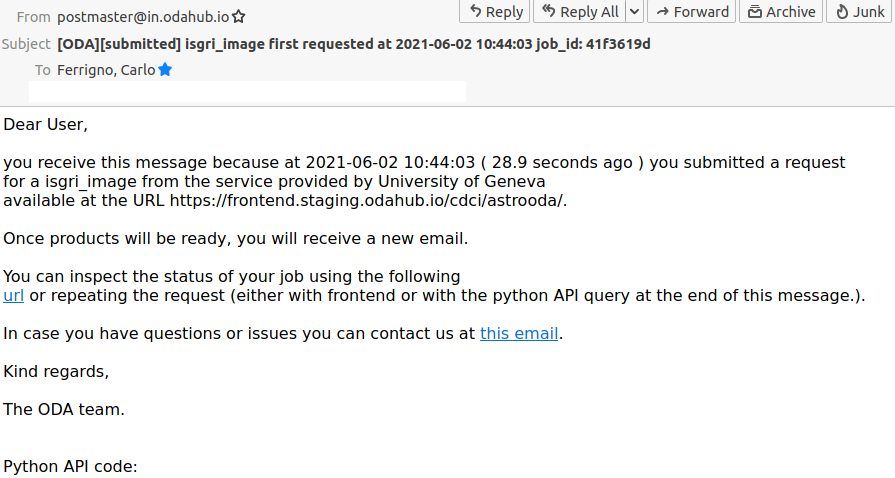 From postmaster@in.odahub.io Reply Reply All Forward Archive Junk
Subject [ODA][submitted] isgri_image first requested at 2021-06-02 10:44:03 job_id: 41f3619d
To Ferrigno, Carlo
Dear User,
you receive this message because at 2021-06-02 10:44:03 ( 28.9 seconds ago ) you submitted a request
for a isgri_image from the service provided by University of Geneva
available at the URL https://frontend.staging.odahub.io/cdci/astrooda/.
Once products will be ready, you will receive a new email.
You can inspect the status of your job using the following
url or repeating the request (either with frontend or with the python API query at the end of this message.).
In case you have questions or issues you can contact us at this email.
Kind regards,
The ODA team.
Python API code: